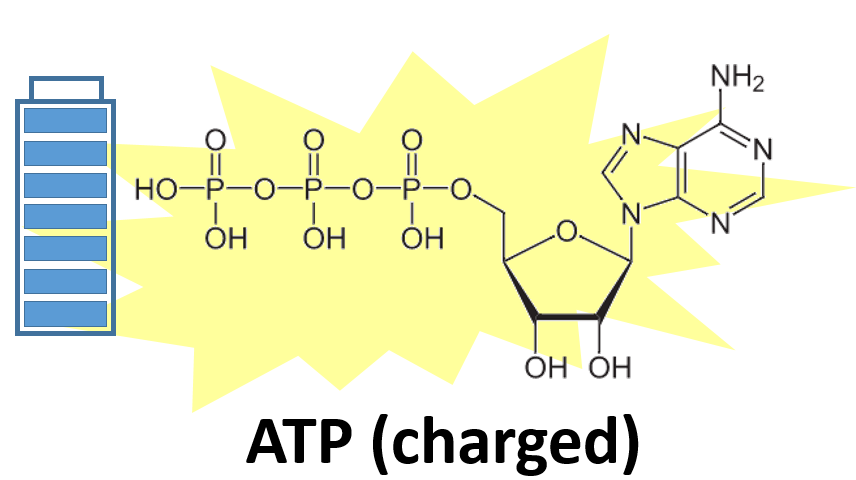 NH₂
O O O N N
HO P O P O P O
OH OH OH O N N
OH OH
ATP (charged)